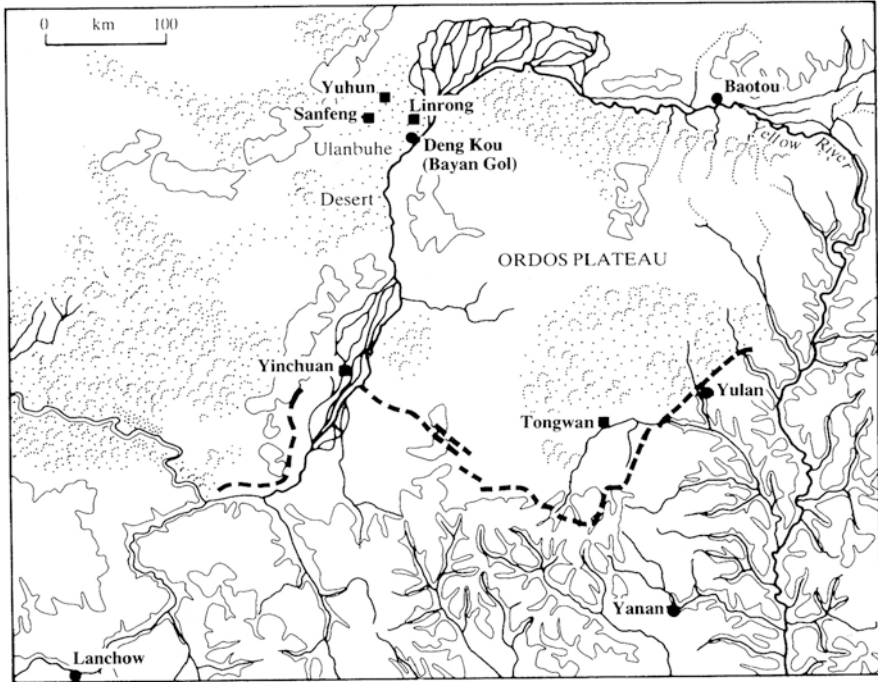 0 km 100
Yuhun
Sanfeng
Linrong
Baotou
Ulanbuhe
Deng Kou
(Bayan Gol)
Yellow River
Desert
ORDOS PLATEAU
Yinchuan
Yulan
Tongwan
Yanan
Lanchow